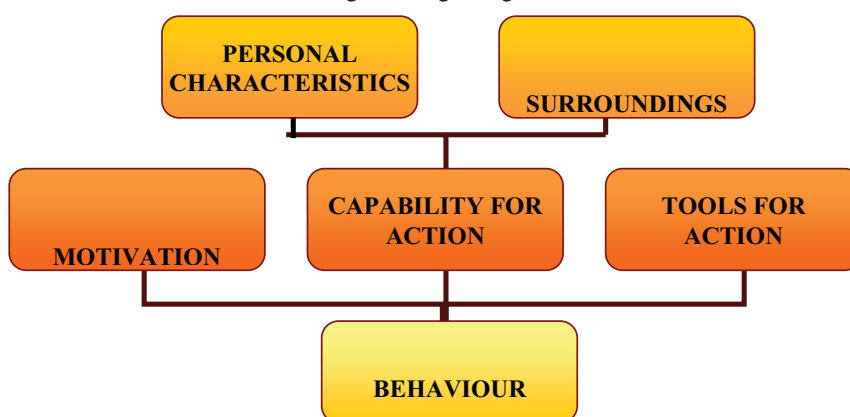 PERSONAL
CHARACTERISTICS
SURROUNDINGS
MOTIVATION
CAPABILITY FOR
ACTION
TOOLS FOR
ACTION
BEHAVIOUR